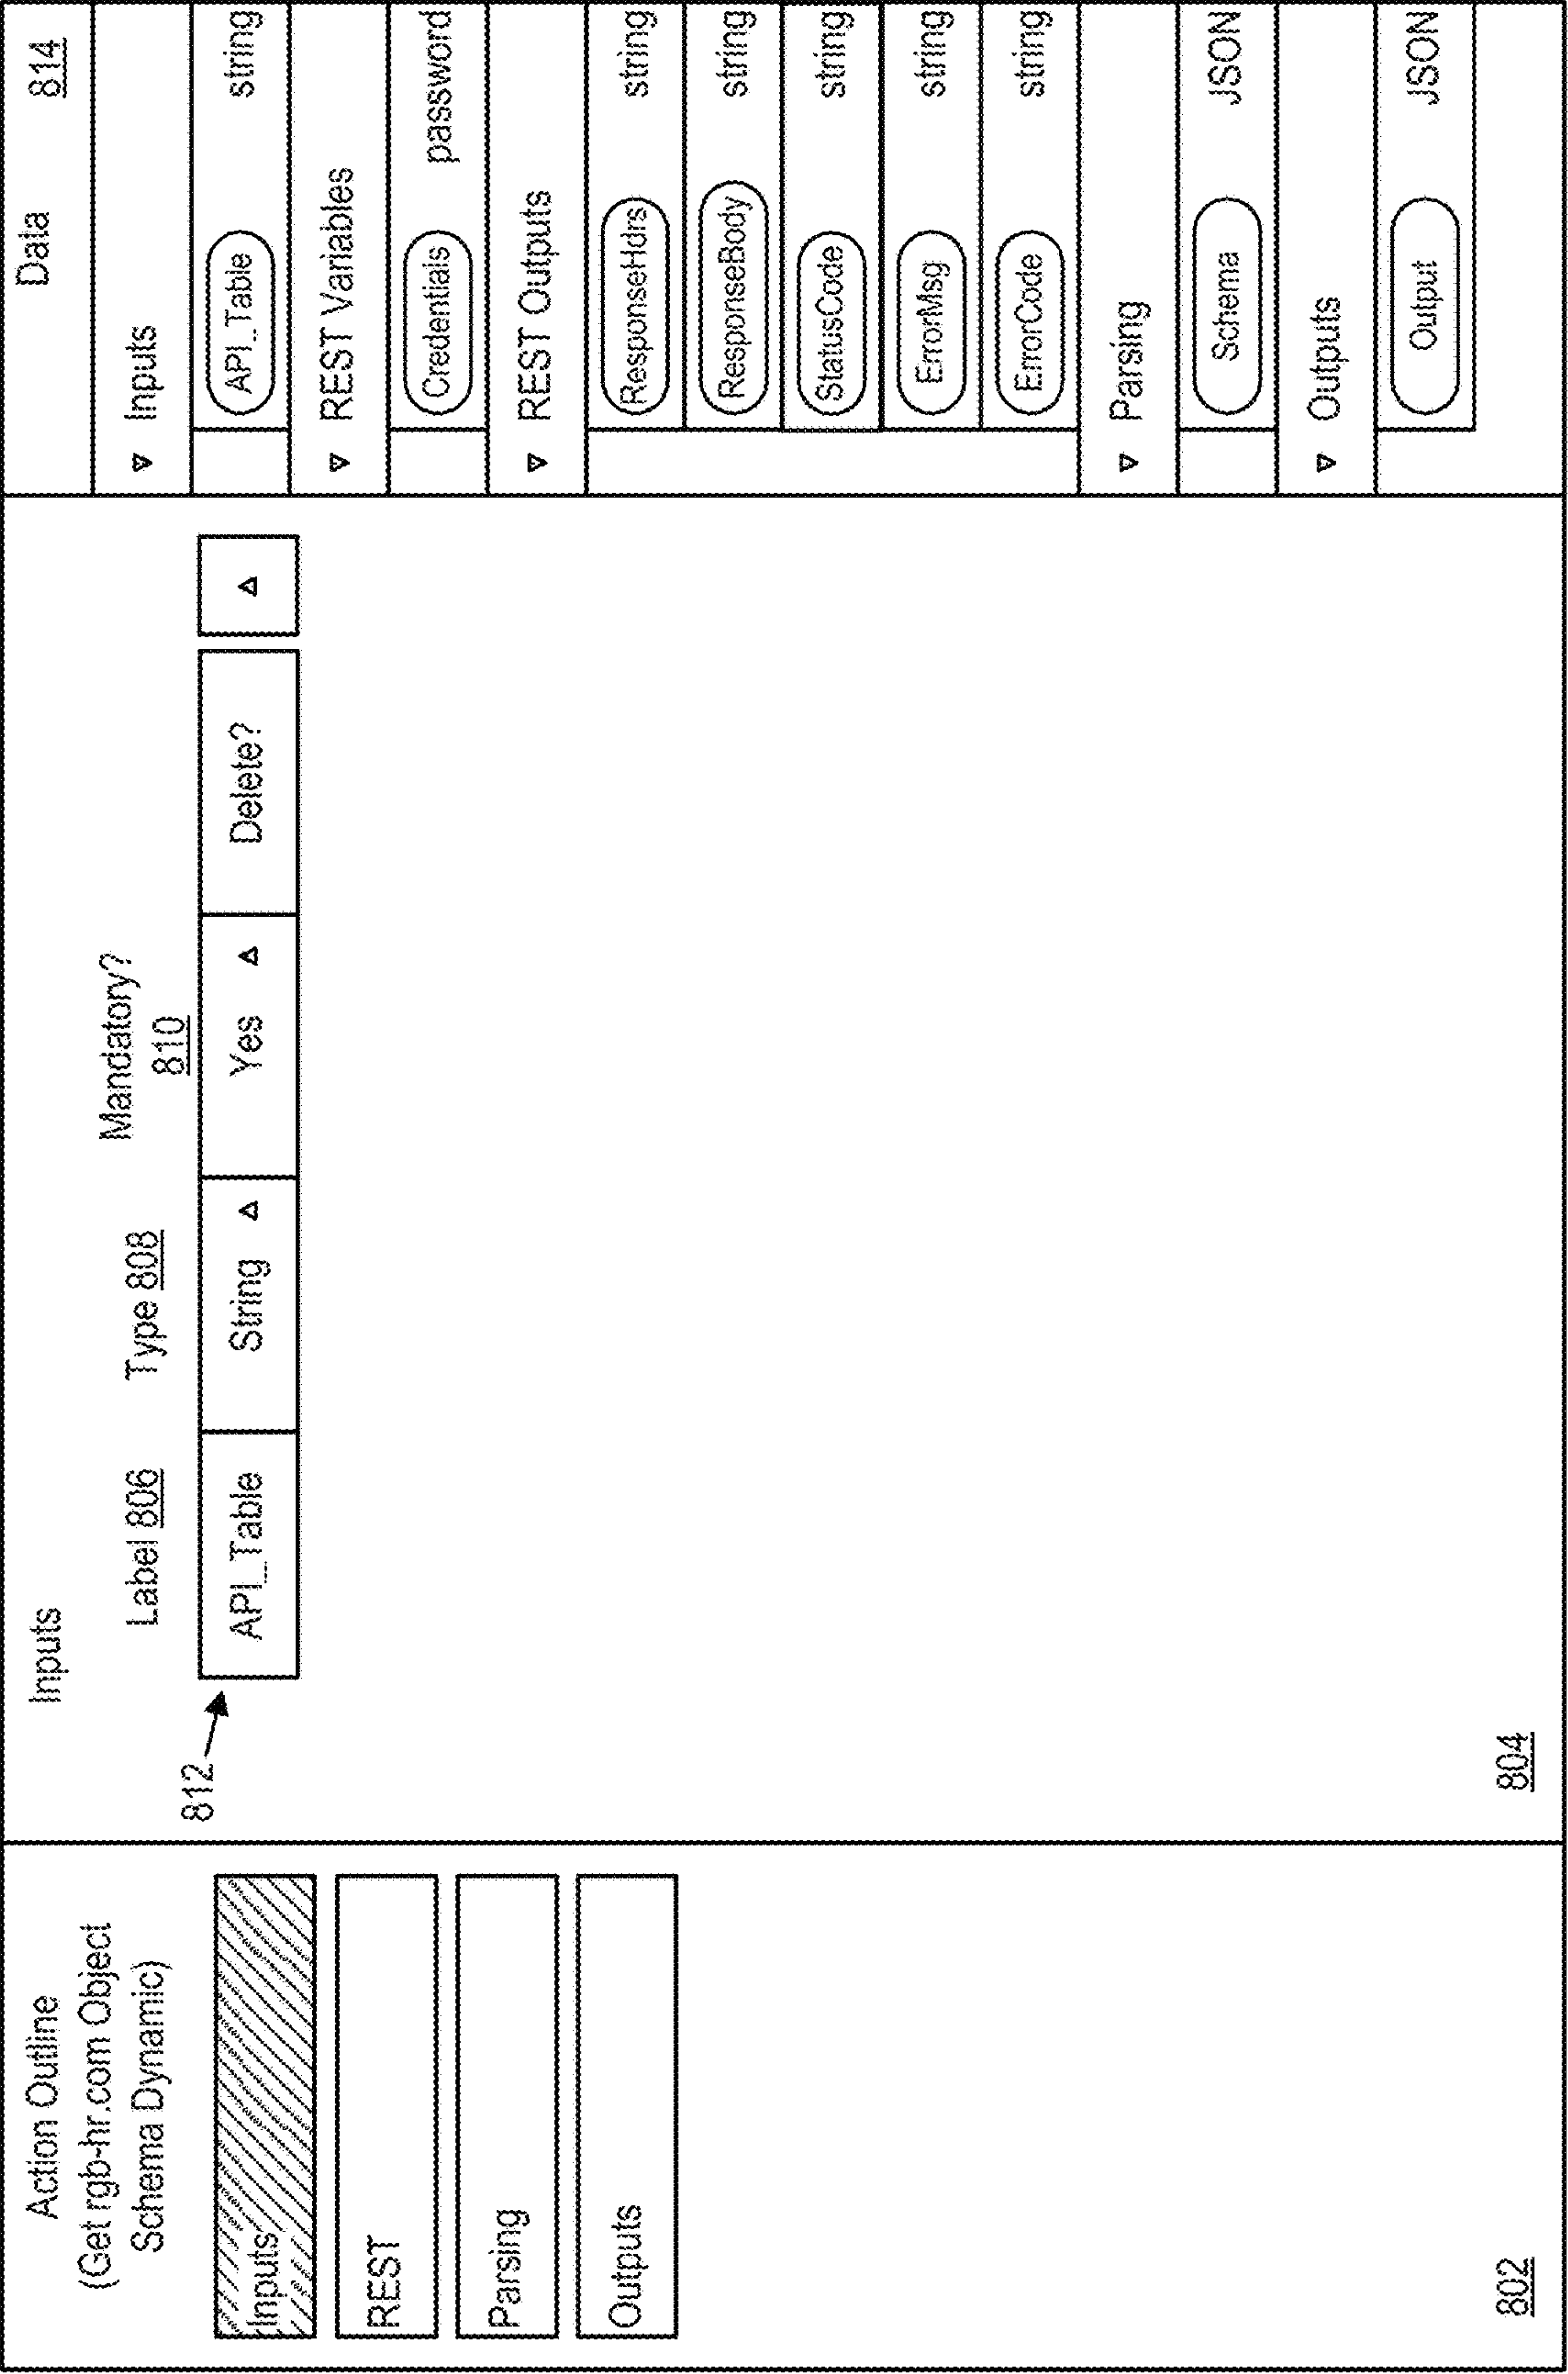 Action Outline
(Get rgb-hr.com Object
Schema Dynamic)
Inputs
REST
Parsing
Outputs
802
Inputs
Label 806
Type 808
Mandatory?
810
812
API_Table
String
Yes
Delete?
804
Data
814
Inputs
API_Table string
REST Variables
Credentials password
REST Outputs
ResponseHdrs string
ResponseBody string
StatusCode string
ErrorMsg string
ErrorCode string
Parsing
Schema JSON
Outputs
Output JSON